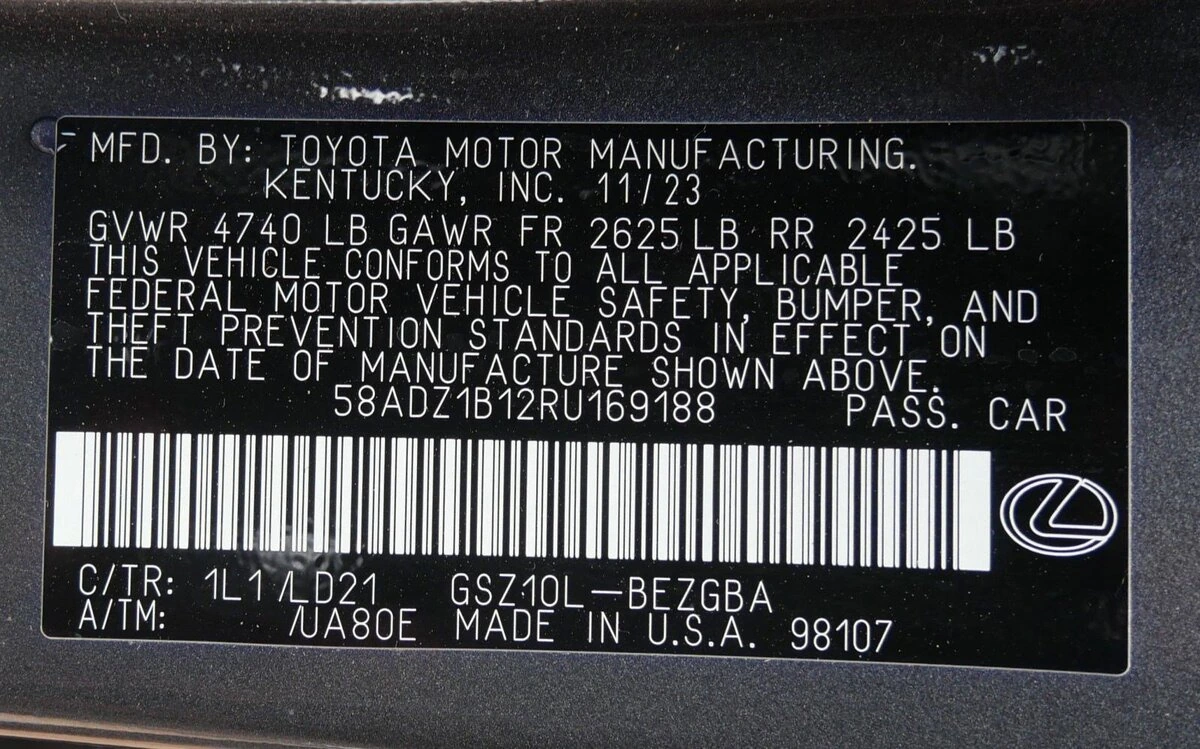 MFD. BY: TOYOTA MOTOR MANUFACTURING.
KENTUCKY, INC. 11/23
GVWR 4740 LB GAWR FR 2625 LB RR 2425 LB
THIS VEHICLE CONFORMS TO ALL APPLICABLE
FEDERAL MOTOR VEHICLE SAFETY, BUMPER, AND
THEFT PREVENTION STANDARDS IN EFFECT ON
THE DATE OF MANUFACTURE SHOWN ABOVE.
58ADZ1B12RU169188 PASS. CAR
C/TR: 1L1 /LD21 GSZ10L-BEZGBA
A/TM: /UA80E MADE IN U.S.A. 98107